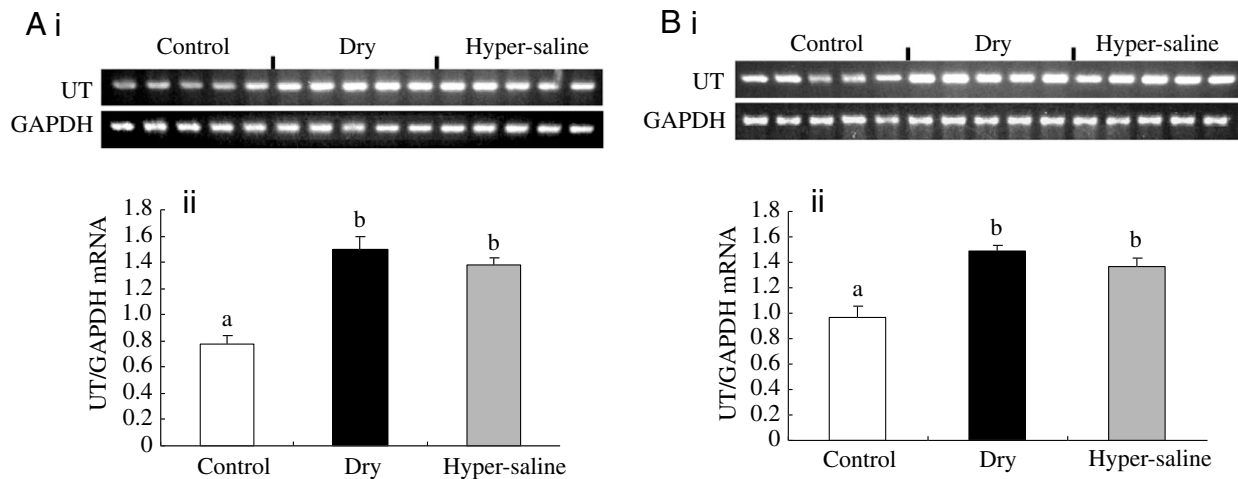 A i
Control Dry Hyper-saline
UT
GAPDH
ii
UT/GAPDH mRNA
1.8
1.6
1.4
1.2
1.0
0.8
0.6
0.4
0.2
0
a
b
b
Control Dry Hyper-saline
B i
Control Dry Hyper-saline
UT
GAPDH
ii
UT/GAPDH mRNA
1.8
1.6
1.4
1.2
1.0
0.8
0.6
0.4
0.2
0
a
b
b
Control Dry Hyper-saline